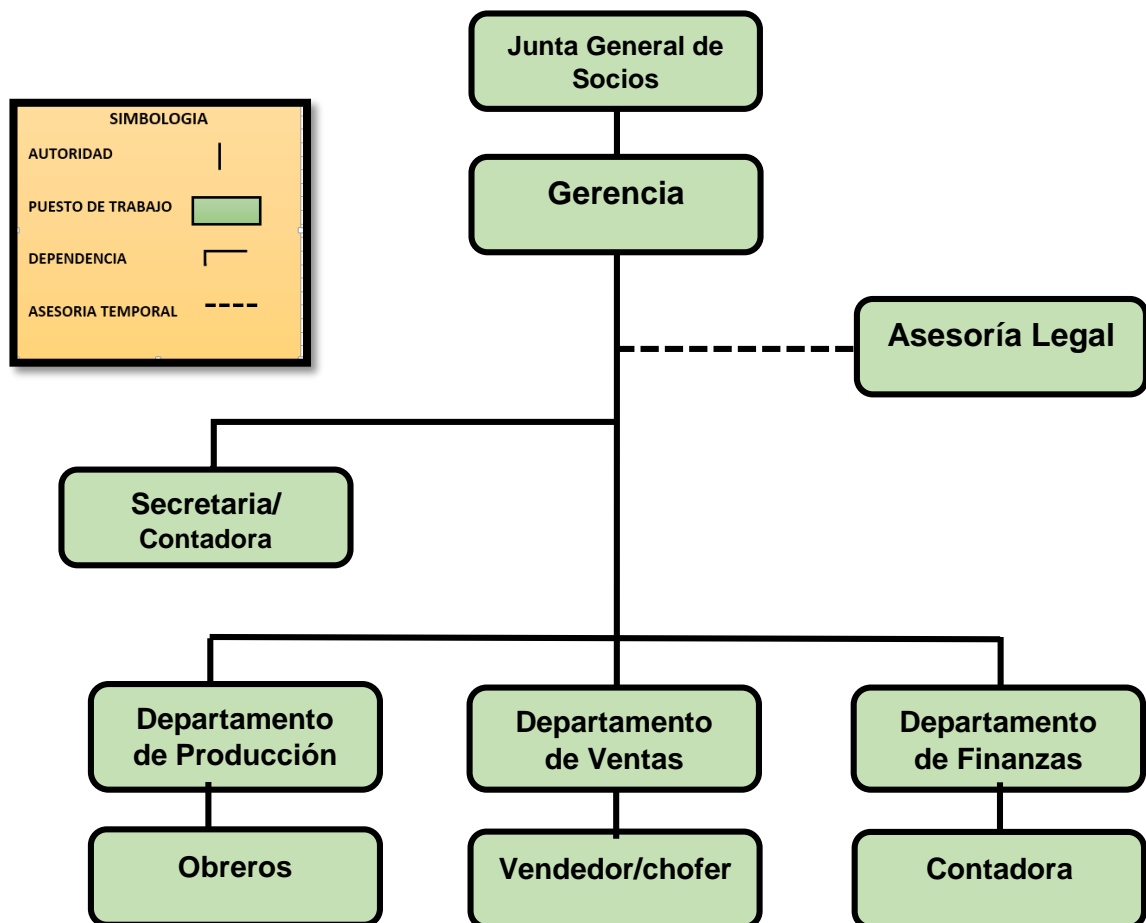 Junta General de
Socios
SIMBOLOGIA
AUTORIDAD
PUESTO DE TRABAJO
DEPENDENCIA
ASESORIA TEMPORAL
Gerencia
Asesoría Legal
Secretaria/
Contadora
Departamento
de Producción
Departamento
de Ventas
Departamento
de Finanzas
Obreros
Vendedor/chofer
Contadora